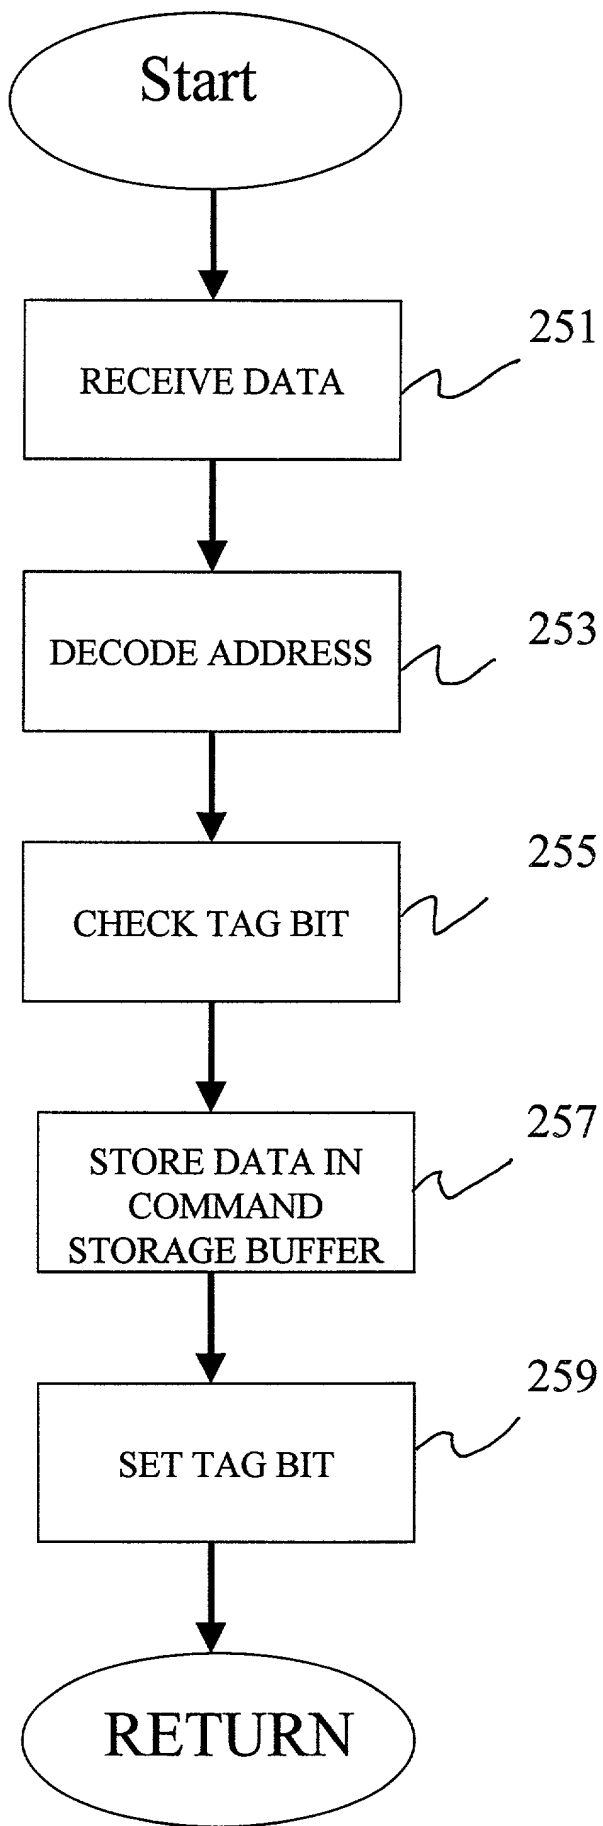 Start
251
RECEIVE DATA
253
DECODE ADDRESS
255
CHECK TAG BIT
257
STORE DATA IN
COMMAND
STORAGE BUFFER
259
SET TAG BIT
RETURN